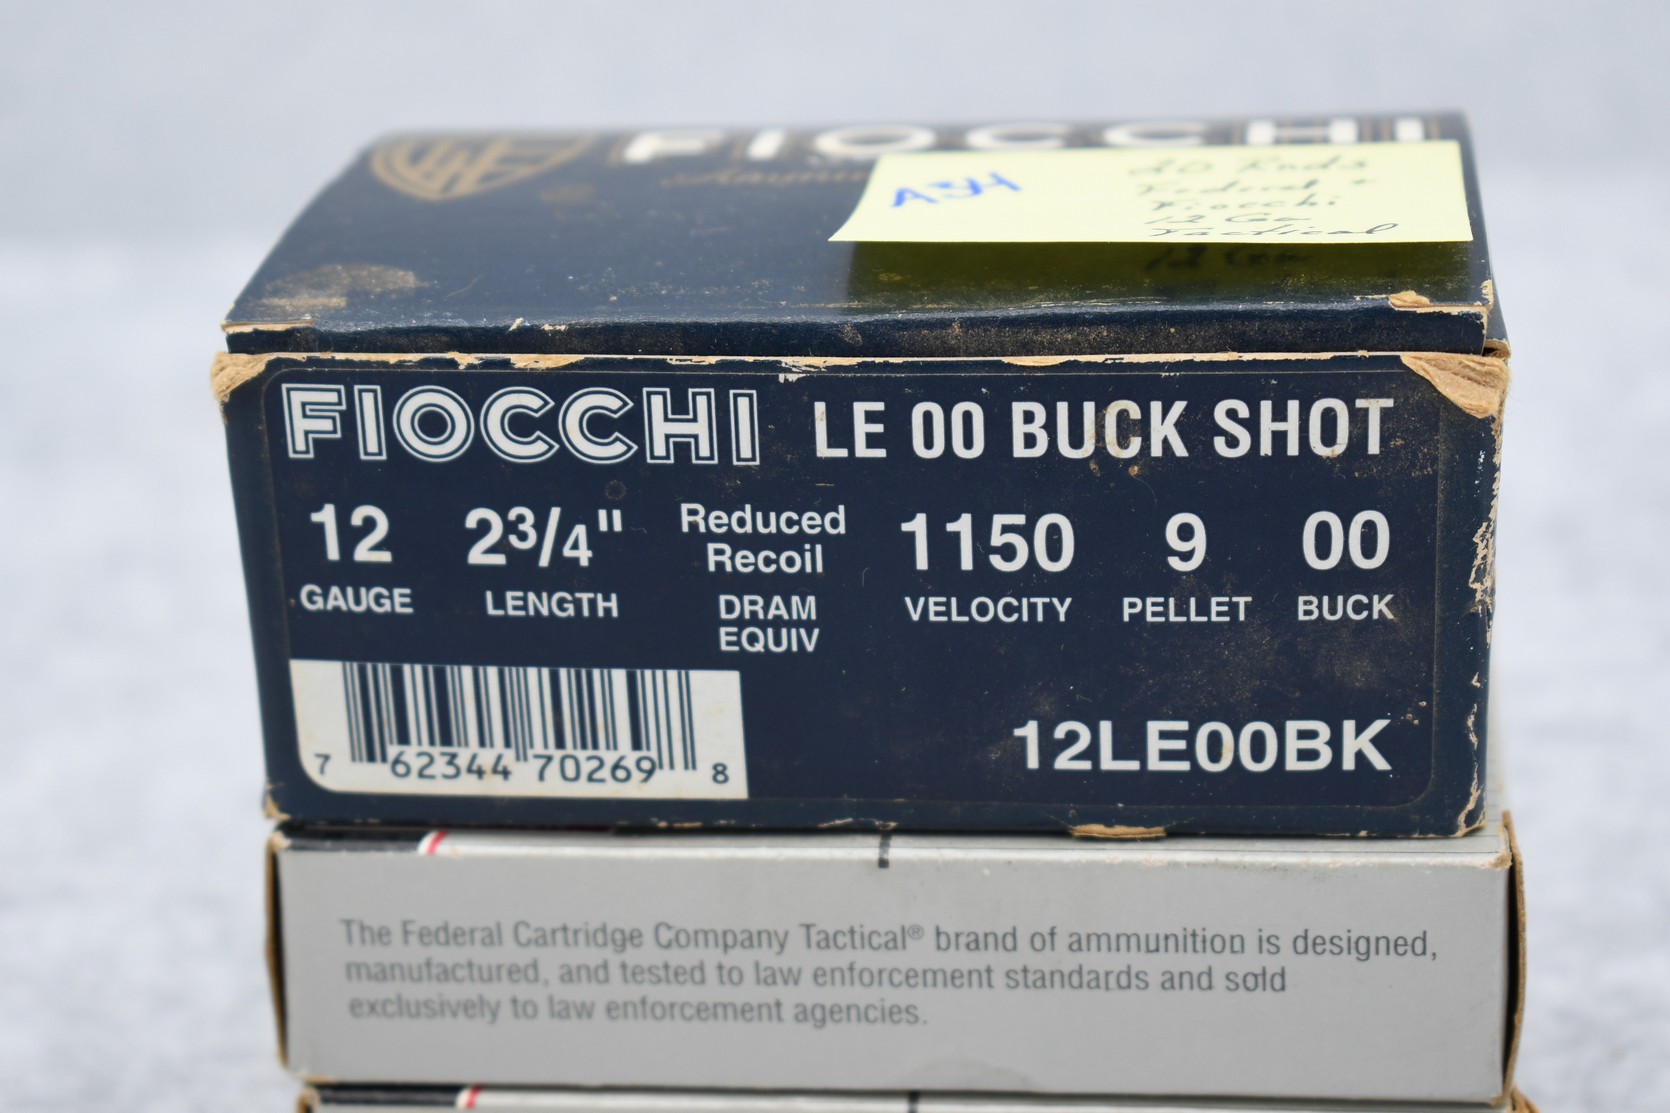 FIOCCHI
A34
20 Rnds
Federal +
Fiocchi
12 Ga
Tactical
FIOCCHI LE 00 BUCK SHOT
12 2 3/4" Reduced Recoil 1150 9 00
GAUGE LENGTH DRAM EQUIV VELOCITY PELLET BUCK
7 62344 70269 8
12LE00BK
The Federal Cartridge Company Tactical® brand of ammunition is designed,
manufactured, and tested to law enforcement standards and sold
exclusively to law enforcement agencies.